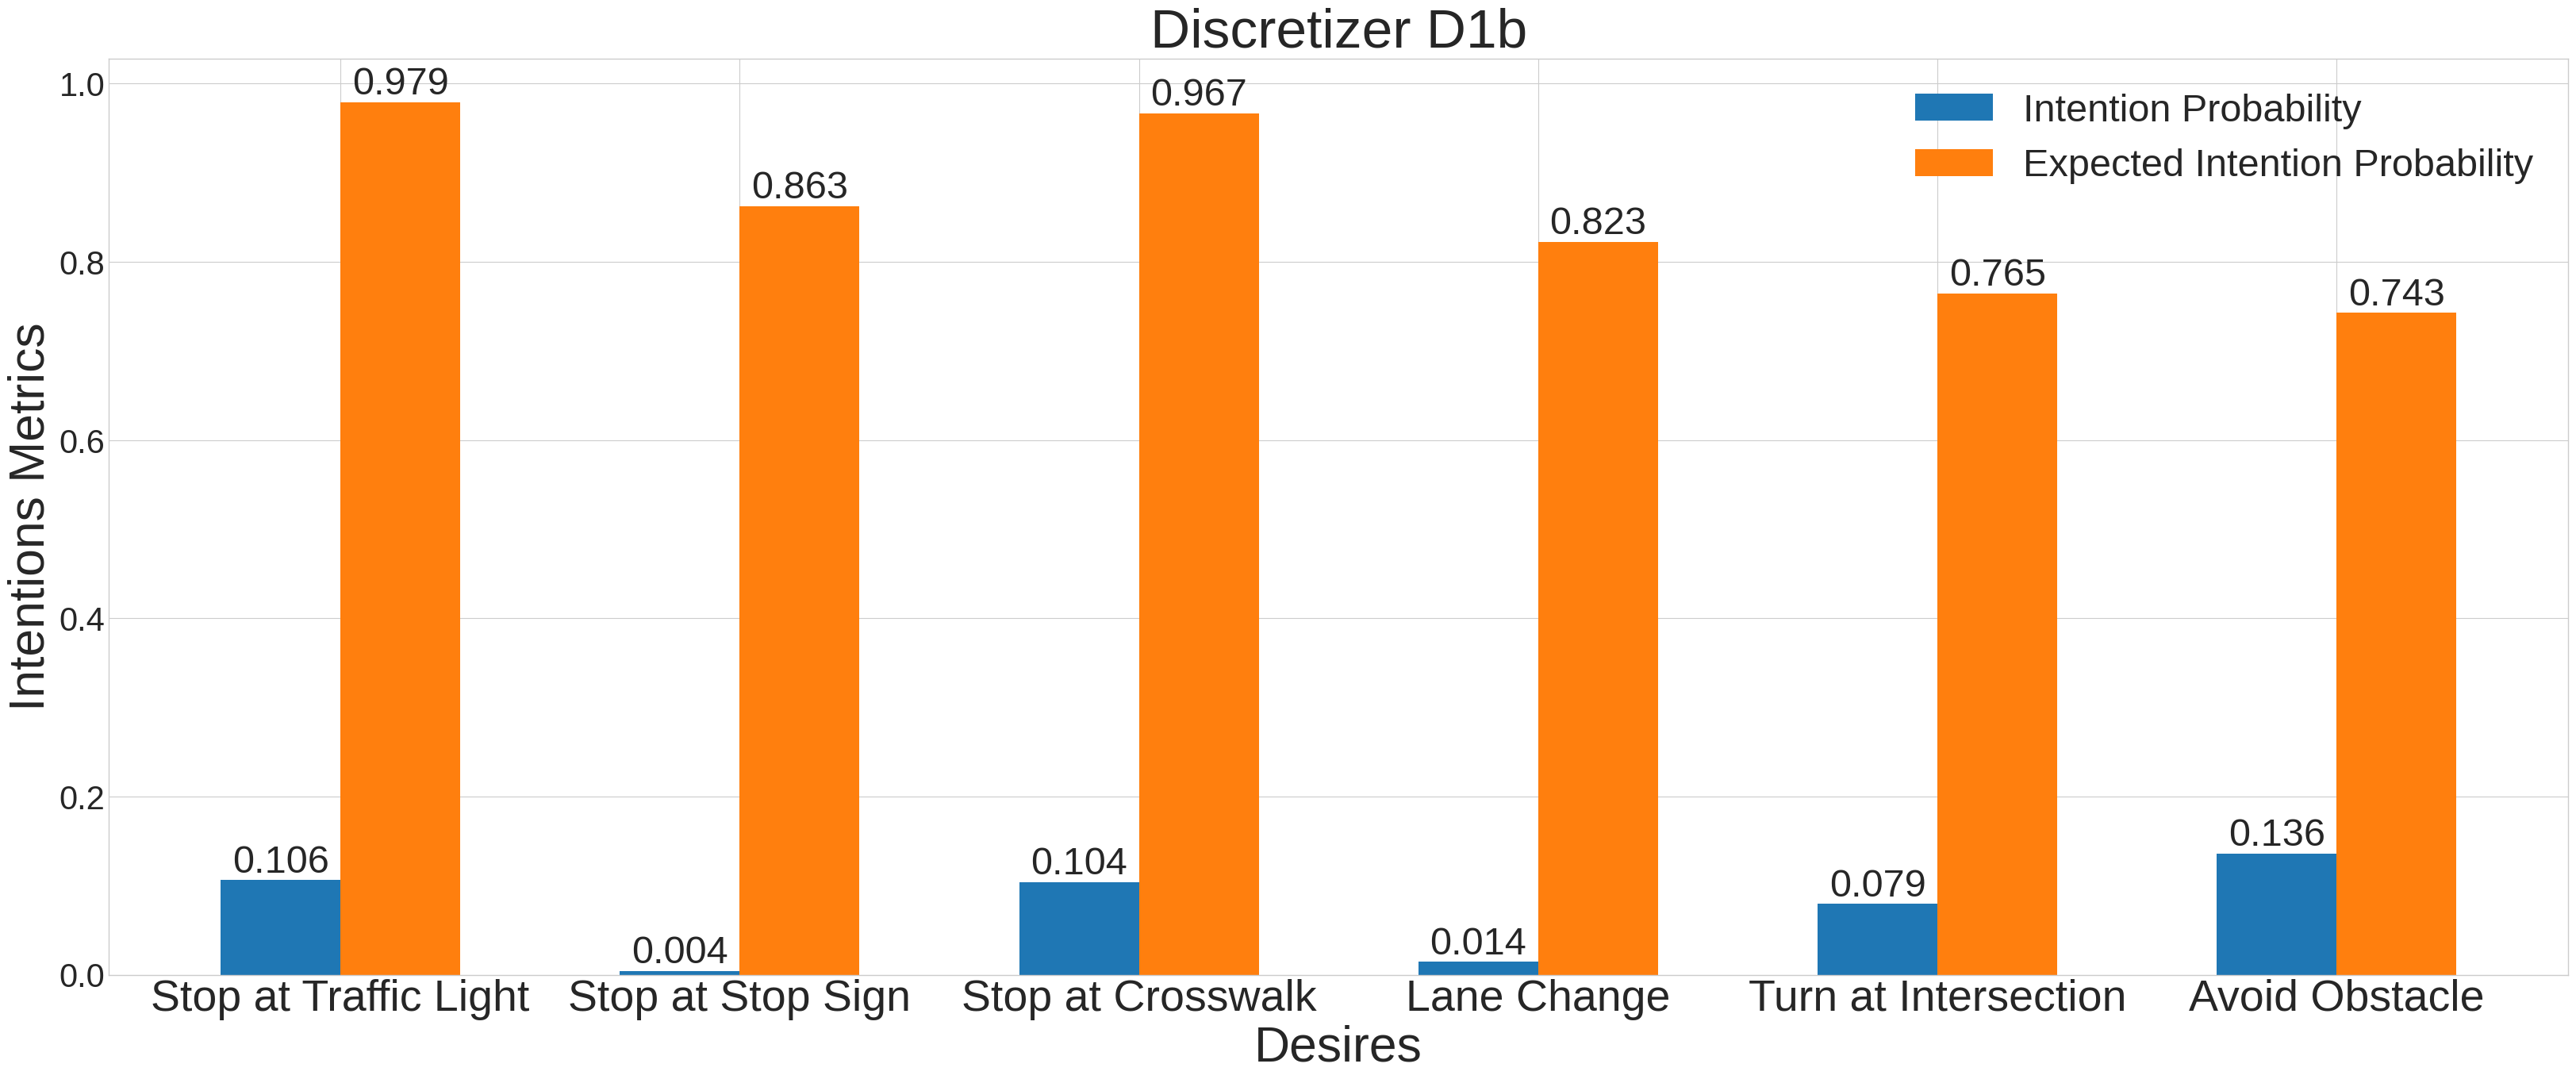 Discretizer D1b
Intentions Metrics
1.0
0.8
0.6
0.4
0.2
0.0
Intention Probability
Expected Intention Probability
0.106
0.979
0.004
0.863
0.104
0.967
0.014
0.823
0.079
0.765
0.136
0.743
Stop at Traffic Light
Stop at Stop Sign
Stop at Crosswalk
Lane Change
Turn at Intersection
Avoid Obstacle
Desires